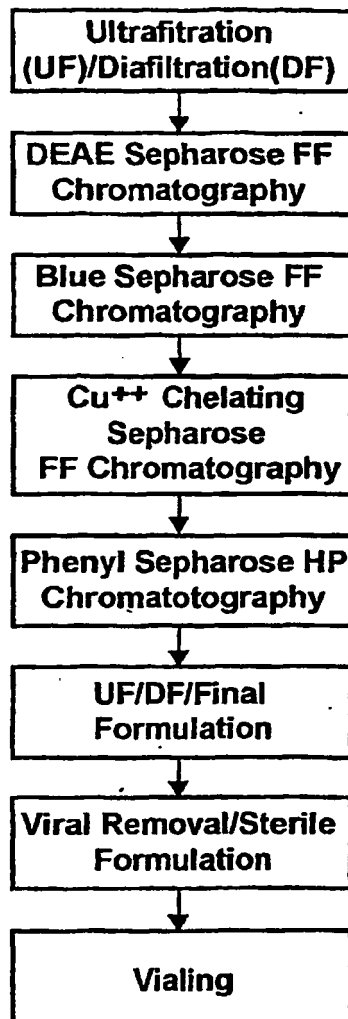 Ultrafitration
(UF)/Diafiltration(DF)
DEAE Sepharose FF
Chromatography
Blue Sepharose FF
Chromatography
Cu++ Chelating
Sepharose
FF Chromatography
Phenyl Sepharose HP
Chromatotography
UF/DF/Final
Formulation
Viral Removal/Sterile
Formulation
Vialing